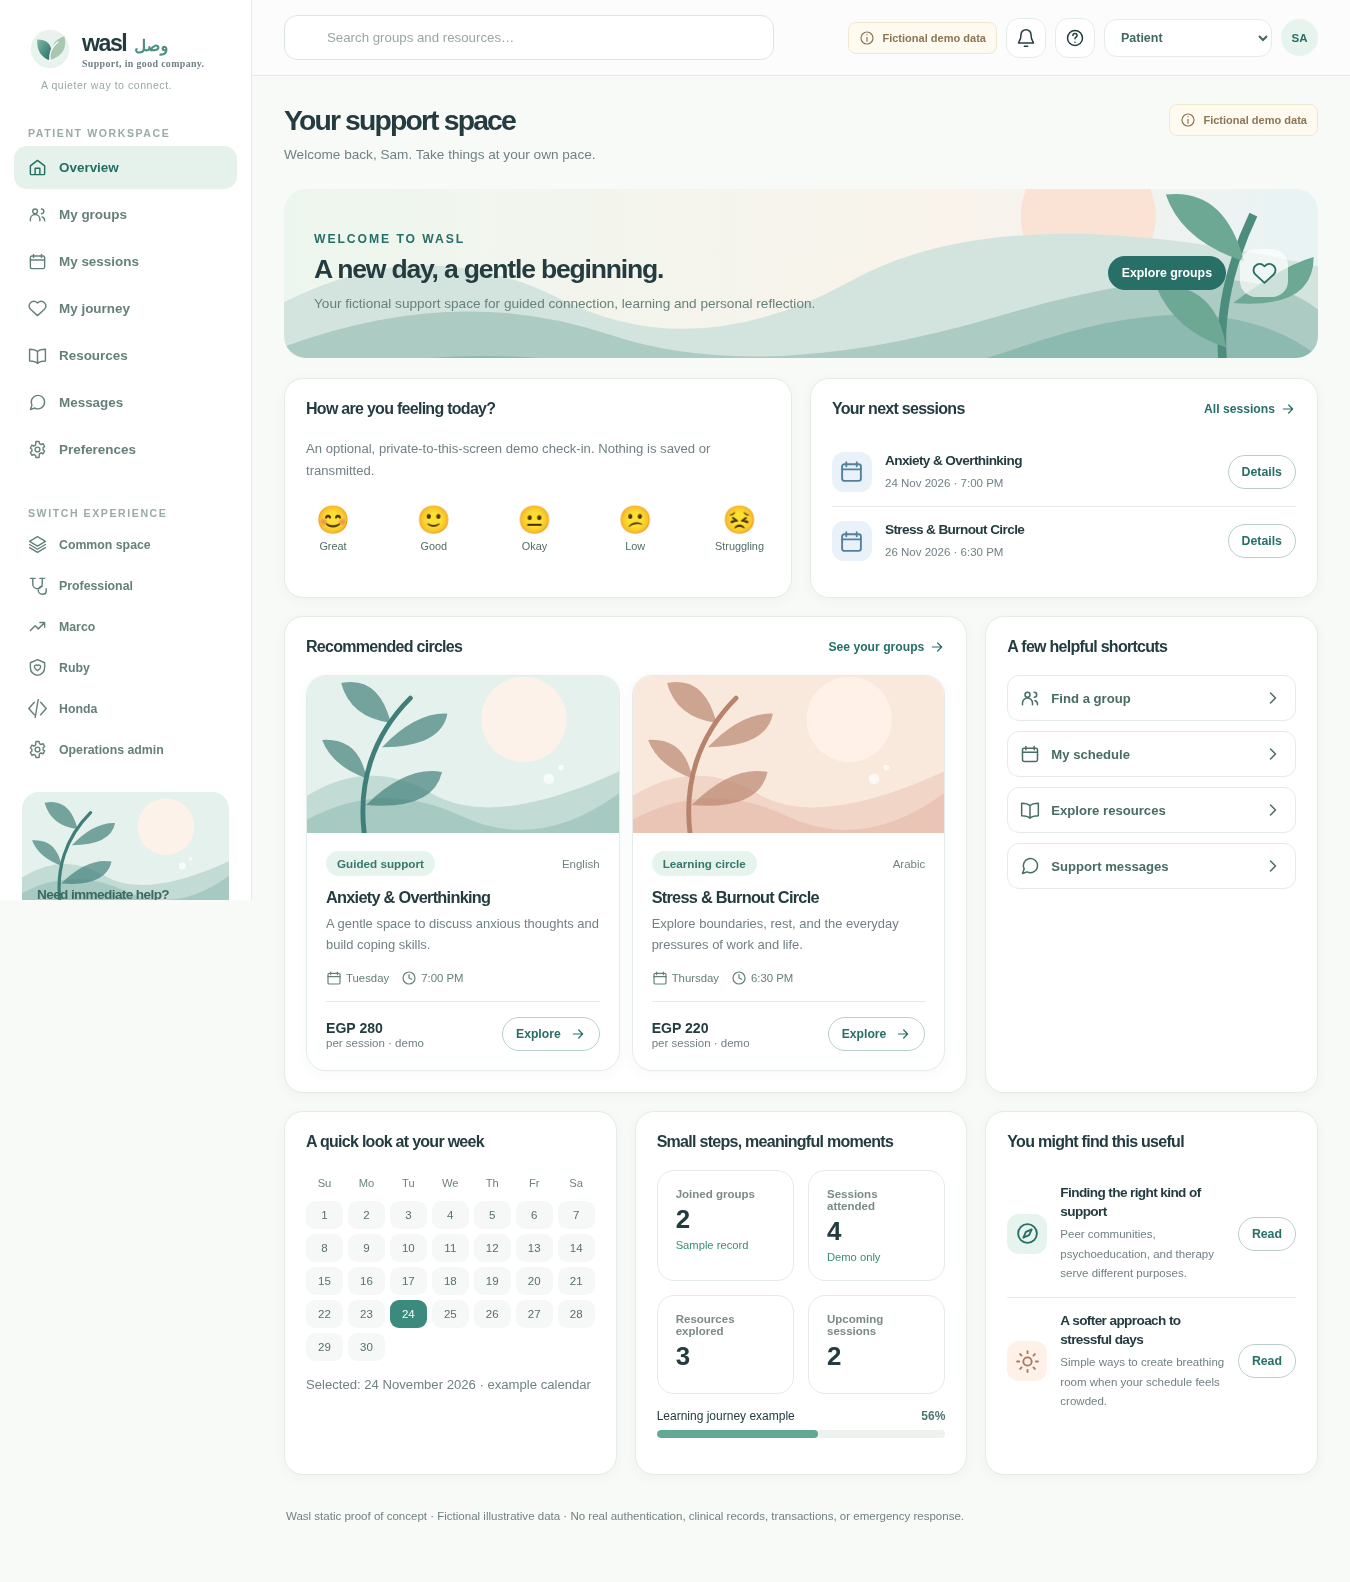 wasl وصل
Support, in good company.
A quieter way to connect.
PATIENT WORKSPACE
Overview
My groups
My sessions
My journey
Resources
Messages
Preferences
SWITCH EXPERIENCE
Common space
Professional
Marco
Ruby
Honda
Operations admin
Need immediate help?
Search groups and resources…
Fictional demo data
Patient
SA
Your support space
Fictional demo data
Welcome back, Sam. Take things at your own pace.
WELCOME TO WASL
A new day, a gentle beginning.
Your fictional support space for guided connection, learning and personal reflection.
Explore groups
How are you feeling today?
An optional, private-to-this-screen demo check-in. Nothing is saved or
transmitted.
Great Good Okay Low Struggling
Your next sessions
All sessions
Anxiety & Overthinking
24 Nov 2026 · 7:00 PM
Details
Stress & Burnout Circle
26 Nov 2026 · 6:30 PM
Details
Recommended circles
See your groups
Guided support English
Anxiety & Overthinking
A gentle space to discuss anxious thoughts and
build coping skills.
Tuesday 7:00 PM
EGP 280
per session · demo
Explore
Learning circle Arabic
Stress & Burnout Circle
Explore boundaries, rest, and the everyday
pressures of work and life.
Thursday 6:30 PM
EGP 220
per session · demo
Explore
A few helpful shortcuts
Find a group
My schedule
Explore resources
Support messages
A quick look at your week
Su Mo Tu We Th Fr Sa
1 2 3 4 5 6 7
8 9 10 11 12 13 14
15 16 17 18 19 20 21
22 23 24 25 26 27 28
29 30
Selected: 24 November 2026 · example calendar
Small steps, meaningful moments
Joined groups
2
Sample record
Sessions
attended
4
Demo only
Resources
explored
3
Upcoming
sessions
2
Learning journey example 56%
You might find this useful
Finding the right kind of
support
Peer communities,
psychoeducation, and therapy
serve different purposes.
Read
A softer approach to
stressful days
Simple ways to create breathing
room when your schedule feels
crowded.
Read
Wasl static proof of concept · Fictional illustrative data · No real authentication, clinical records, transactions, or emergency response.